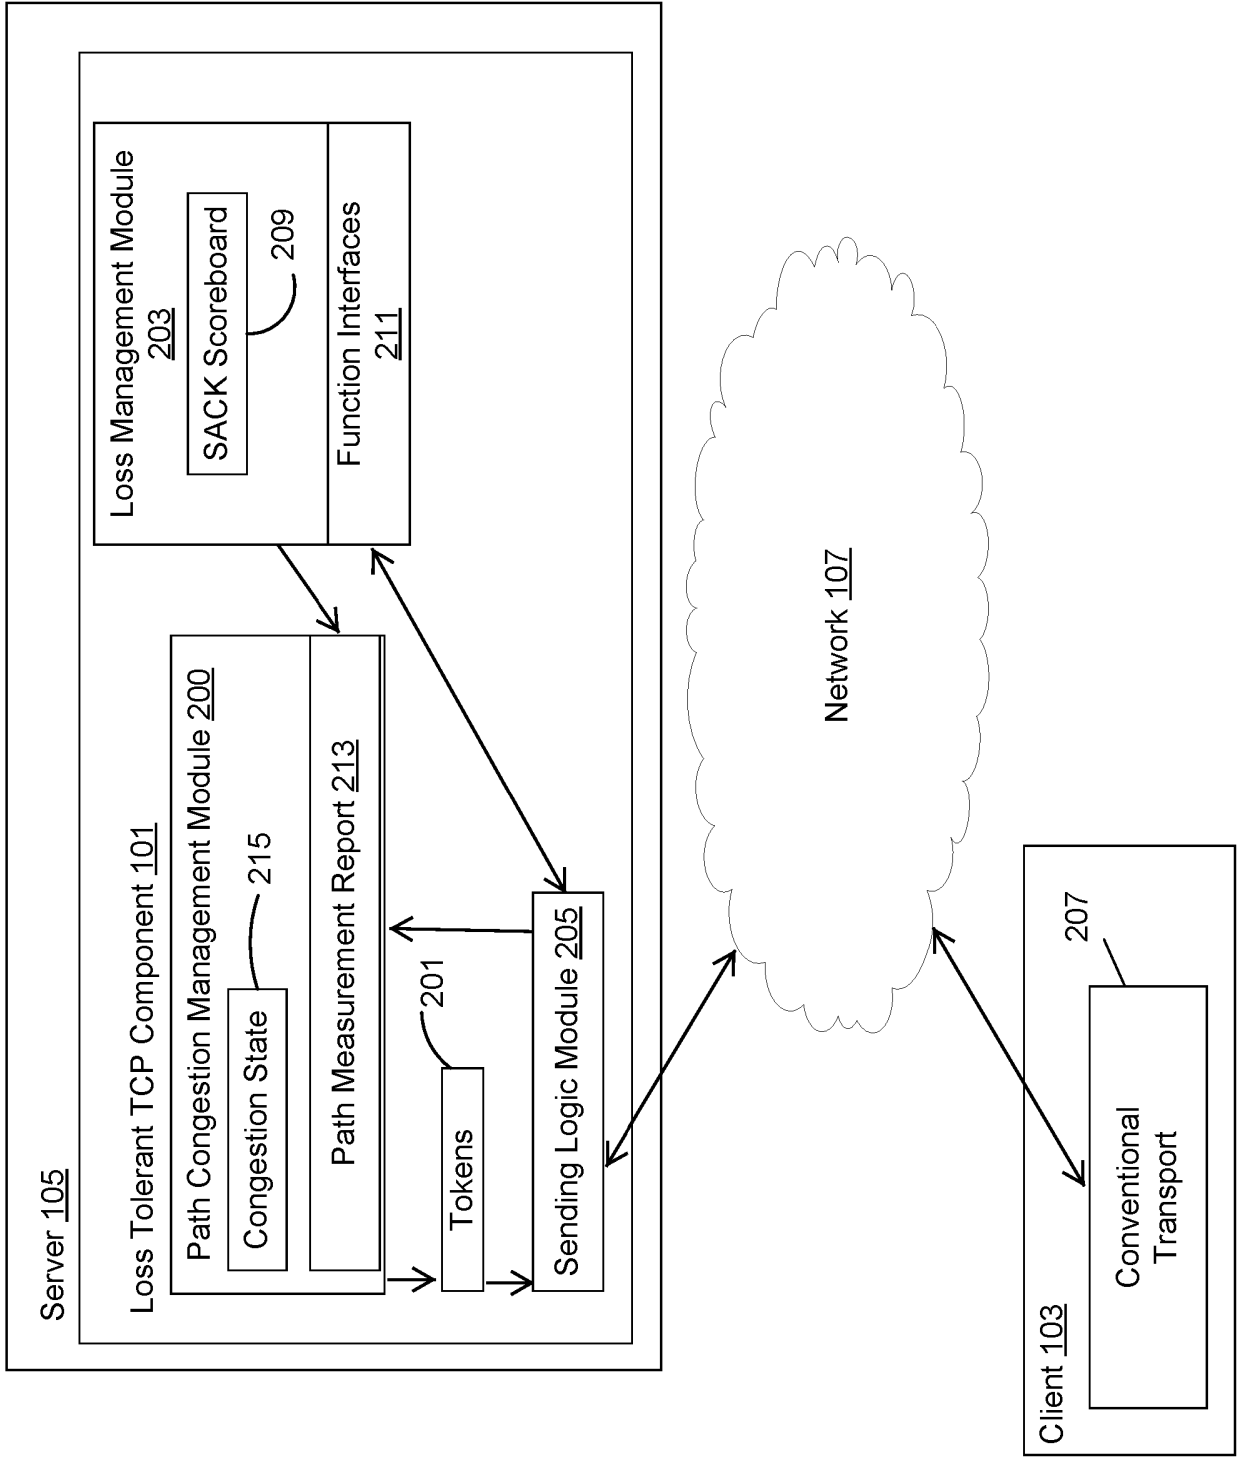 Server 105
Loss Tolerant TCP Component 101
Path Congestion Management Module 200
Congestion State
215
Path Measurement Report 213
Tokens
201
Sending Logic Module 205
Loss Management Module
203
SACK Scoreboard
209
Function Interfaces
211
Network 107
Client 103
Conventional
Transport
207